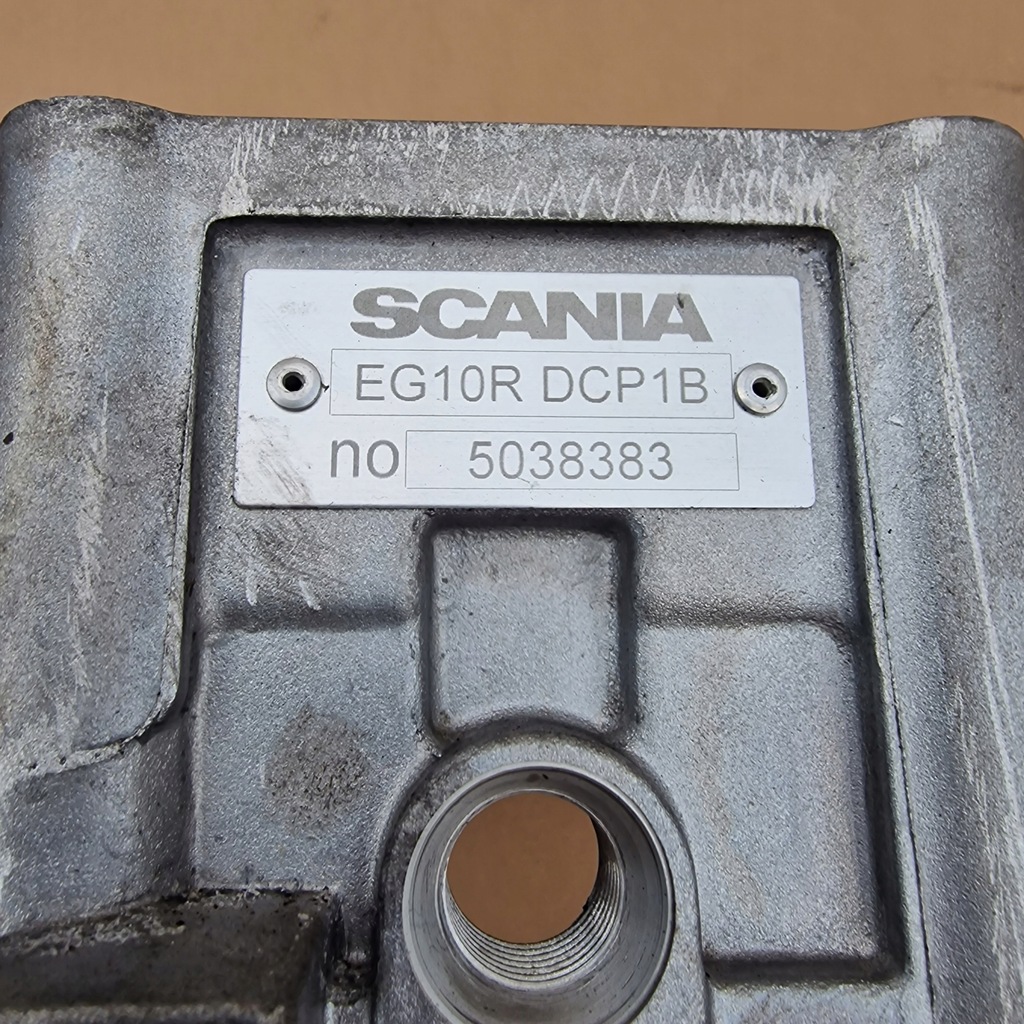 SCANIA
EG10R DCP1B
no 5038383